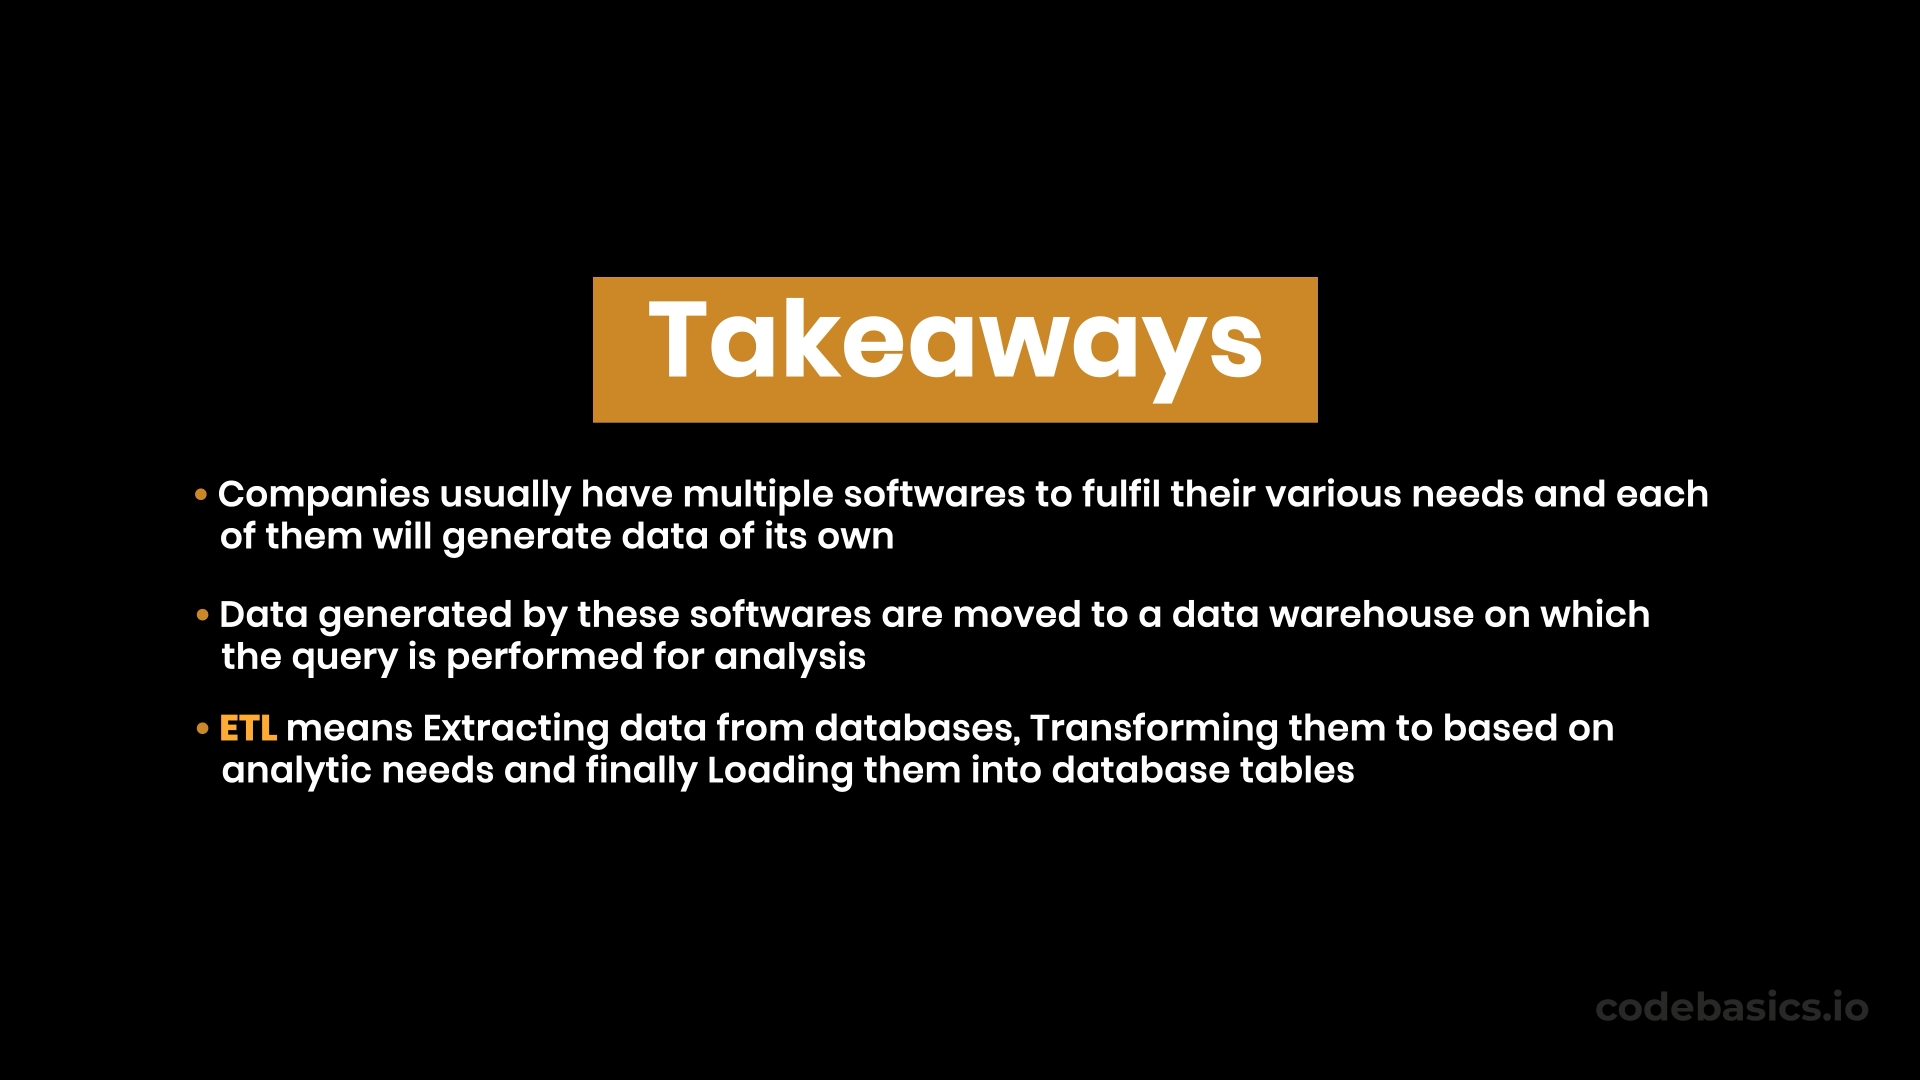 Takeaways
• Companies usually have multiple softwares to fulfil their various needs and each
of them will generate data of its own
• Data generated by these softwares are moved to a data warehouse on which
the query is performed for analysis
• ETL means Extracting data from databases, Transforming them to based on
analytic needs and finally Loading them into database tables
codebasics.io